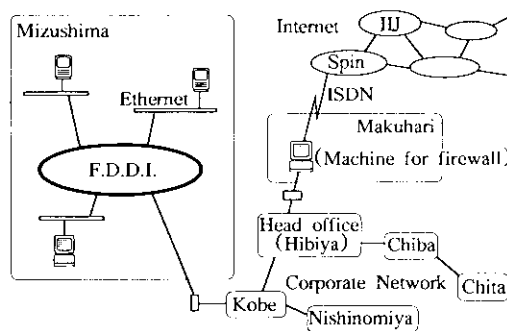 Mizushima
Ethernet
F.D.D.I.
Internet
IIJ
Spin
ISDN
Makuhari
(Machine for firewall)
Head office
(Hibiya)
Chiba
Corporate Network
Chita
Kobe
Nishinomiya